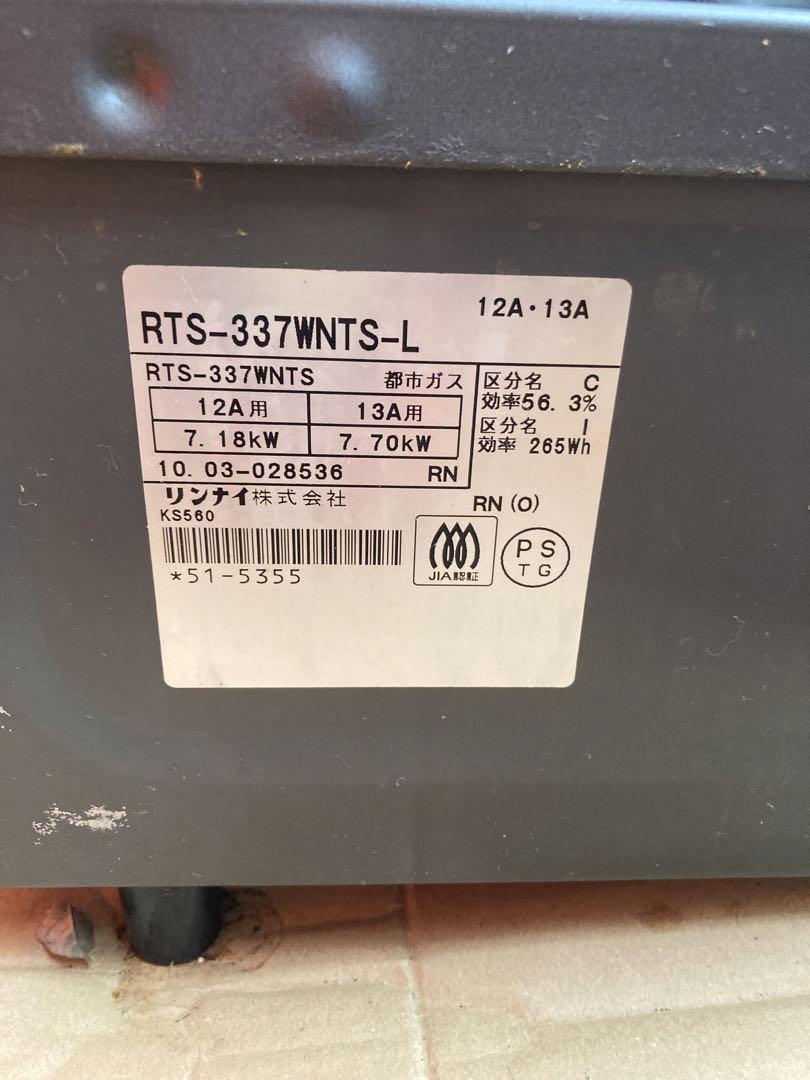 12A・13A
RTS-337WNTS-L
RTS-337WNTS 都市ガス
12A用 13A用
7.18kW 7.70kW
10.03-028536 RN
区分名 C
効率56.3%
区分名 I
効率 265Wh
リンナイ株式会社
RN(O)
KS560
*51-5355
JIA認証
PS
TG